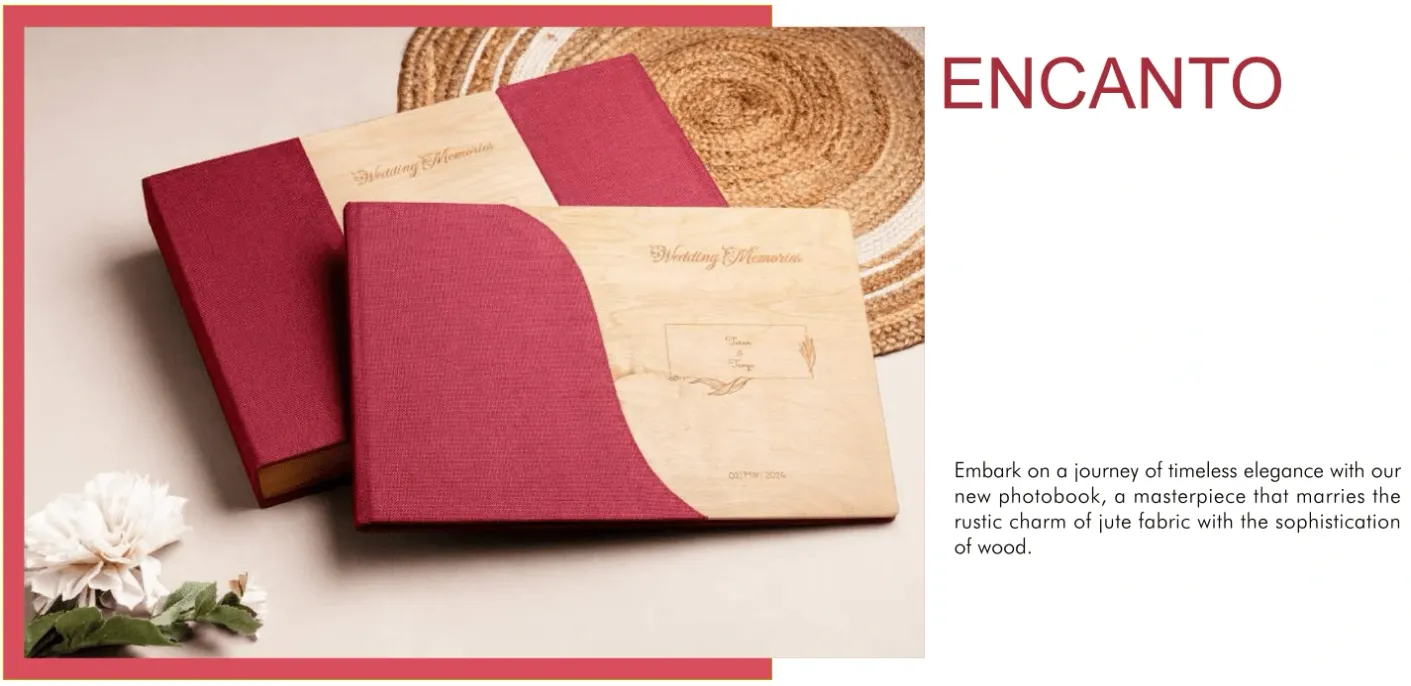 ENCANTO
Wedding Memories
Wedding Memories
&
Embark on a journey of timeless elegance with our
new photobook, a masterpiece that marries the
rustic charm of jute fabric with the sophistication
of wood.